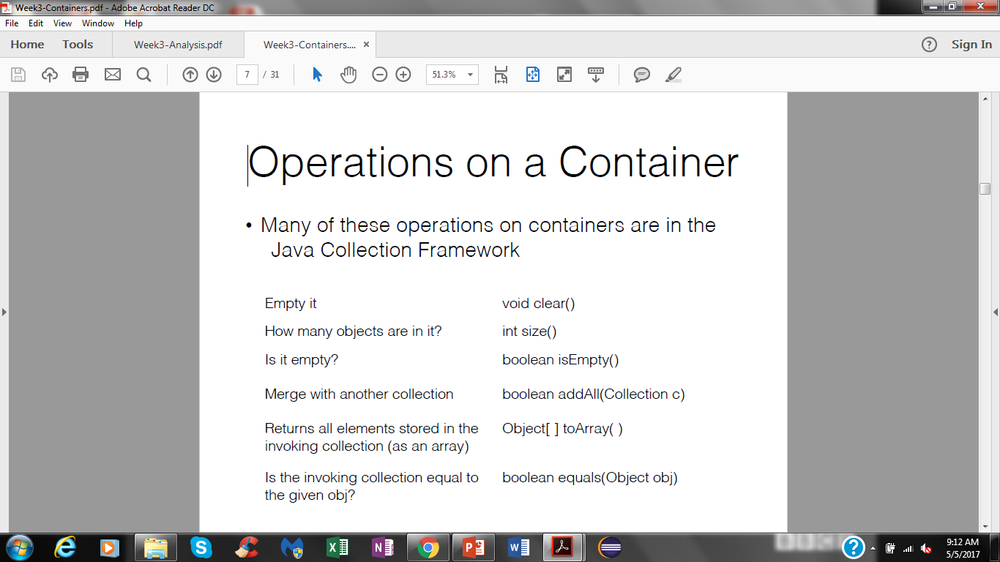 Week3-Containers.pdf - Adobe Acrobat Reader DC
File Edit View Window Help
Home Tools Week3-Analysis.pdf Week3-Containers.... × ? Sign In
7 / 31 51.3%
Operations on a Container
• Many of these operations on containers are in the
Java Collection Framework
Empty it void clear()
How many objects are in it? int size()
Is it empty? boolean isEmpty()
Merge with another collection boolean addAll(Collection c)
Returns all elements stored in the Object[ ] toArray( )
invoking collection (as an array)
Is the invoking collection equal to boolean equals(Object obj)
the given obj?
9:12 AM
5/5/2017